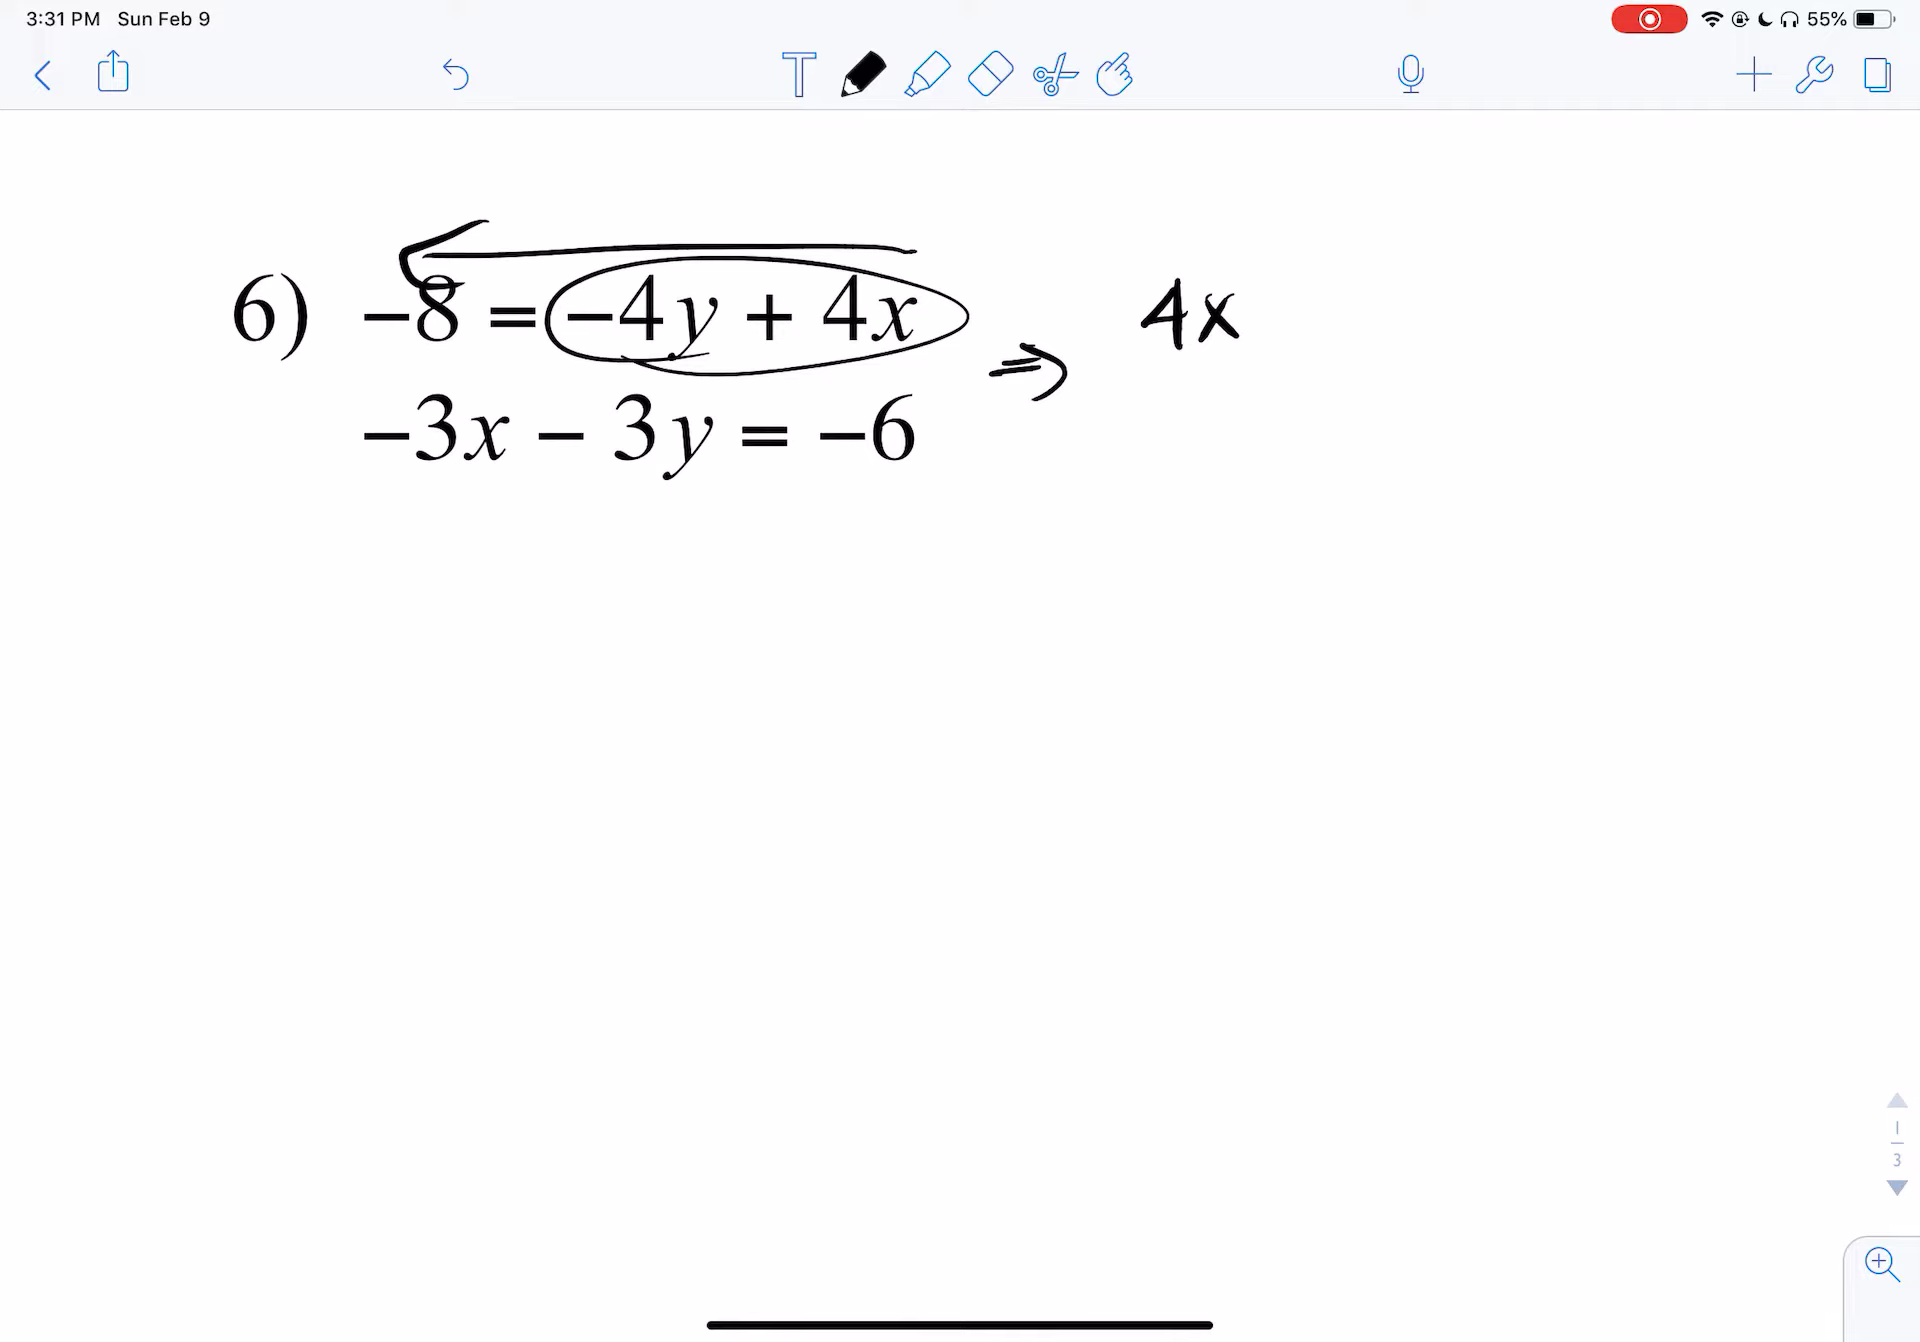 3:31 PM Sun Feb 9
55%
6) −8 = −4y + 4x ⇒ 4x
−3x − 3y = −6
1
3